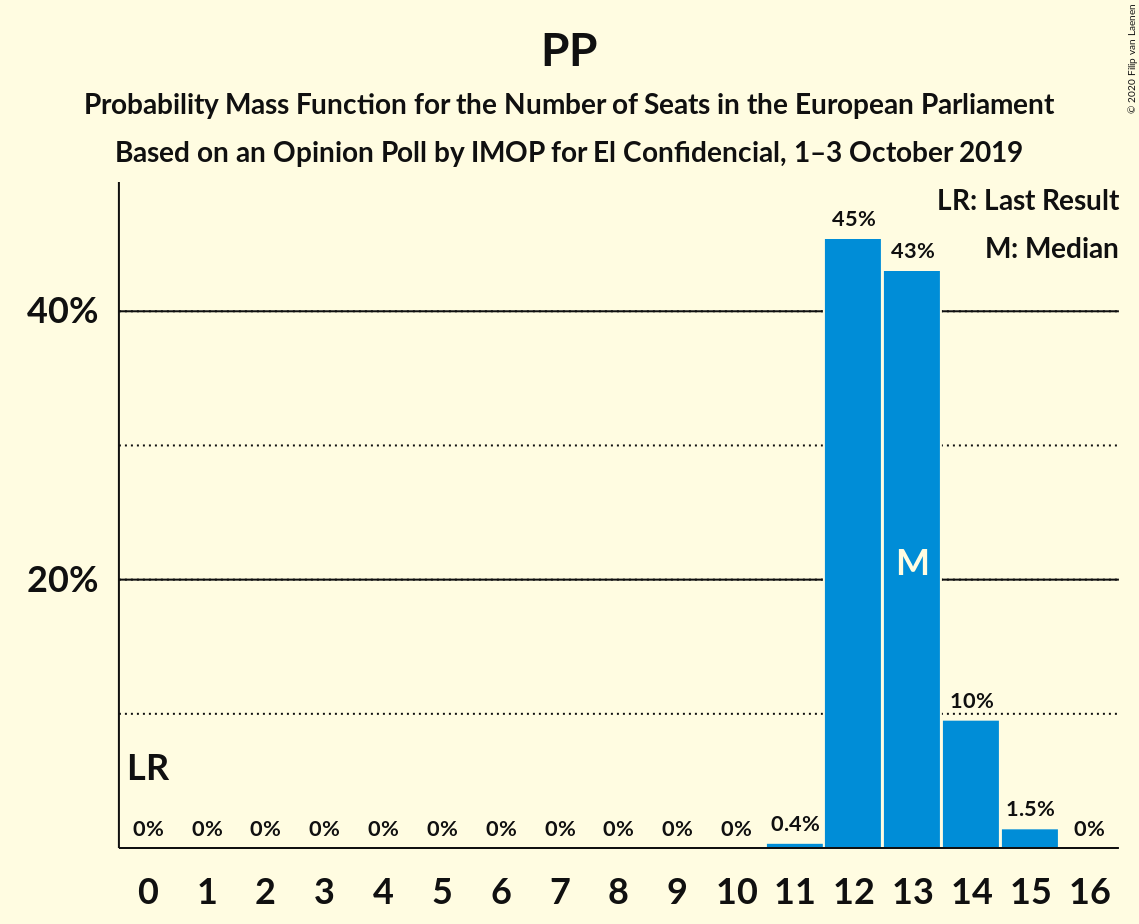 PP
Probability Mass Function for the Number of Seats in the European Parliament
Based on an Opinion Poll by IMOP for El Confidencial, 1–3 October 2019
© 2020 Filip van Laenen
LR: Last Result
M: Median
45%
43%
40%
M
20%
10%
LR
0% 0% 0% 0% 0% 0% 0% 0% 0% 0% 0% 0.4% 1.5% 0%
0 1 2 3 4 5 6 7 8 9 10 11 12 13 14 15 16